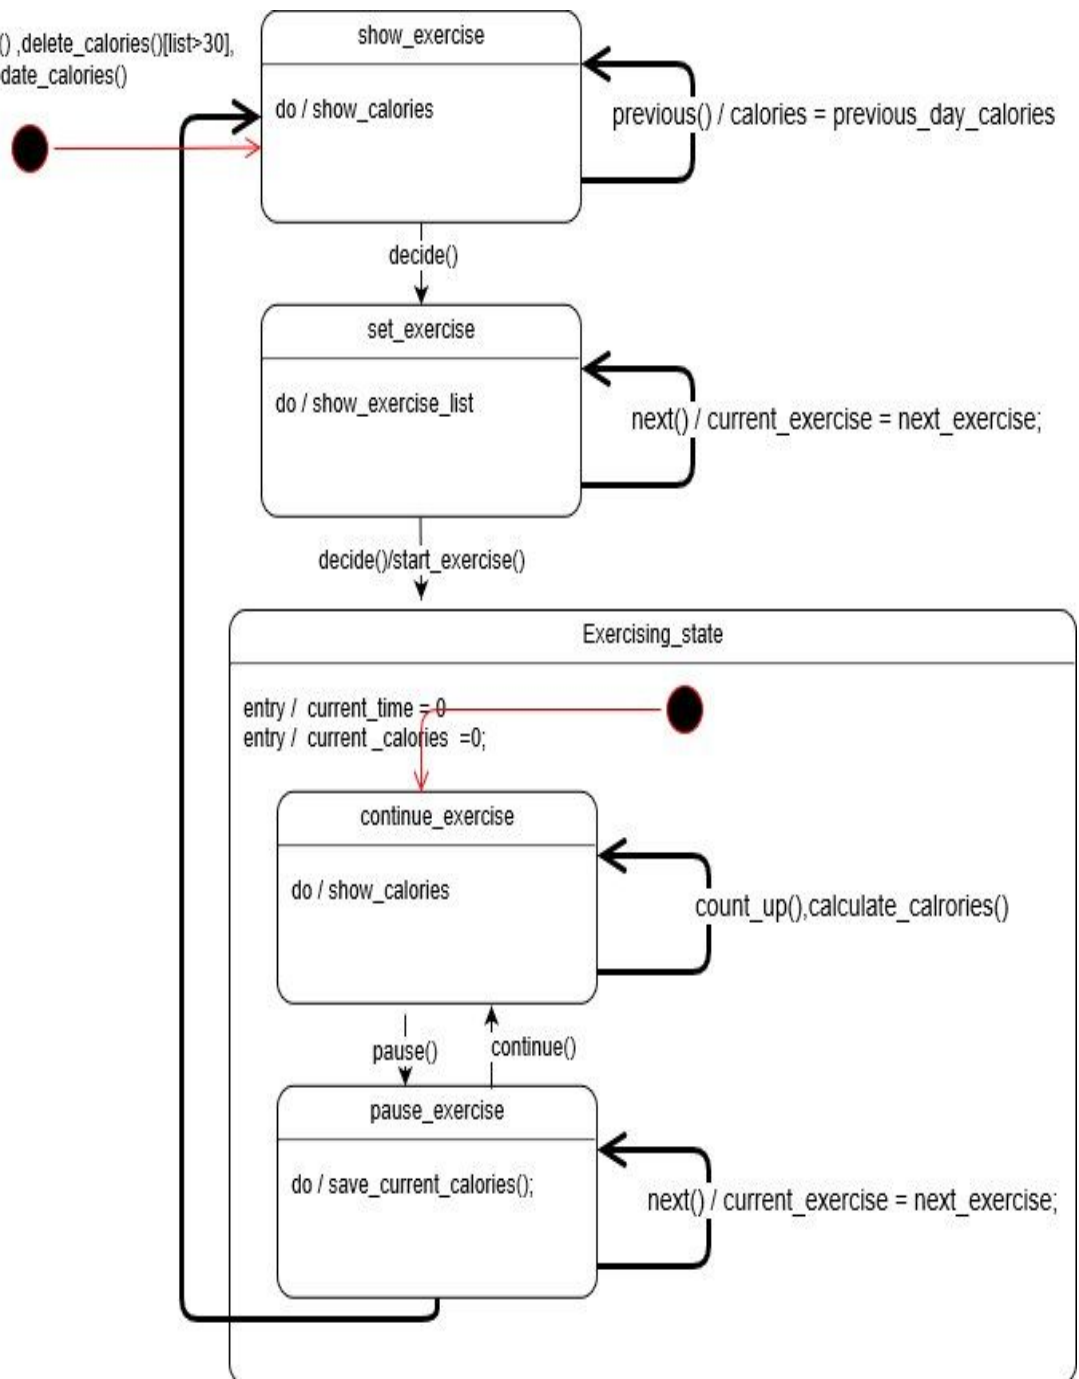 () ,delete_calories()[list>30],
date_calories()
show_exercise
do / show_calories
previous() / calories = previous_day_calories
decide()
set_exercise
do / show_exercise_list
next() / current_exercise = next_exercise;
decide()/start_exercise()
Exercising_state
entry / current_time = 0
entry / current _calories =0;
continue_exercise
do / show_calories
count_up(),calculate_calrories()
pause()
continue()
pause_exercise
do / save_current_calories();
next() / current_exercise = next_exercise;